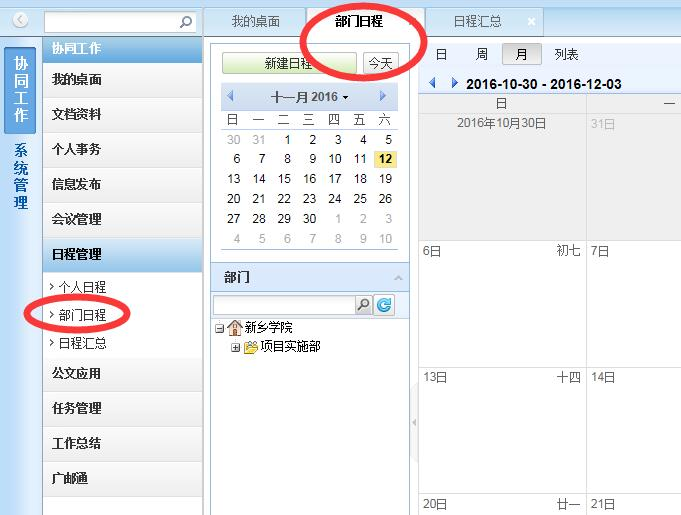 我的桌面 部门日程 日程汇总
协同工作
系统管理
协同工作
我的桌面
文档资料
个人事务
信息发布
会议管理
日程管理
个人日程
部门日程
日程汇总
公文应用
任务管理
工作总结
广邮通
新建日程 今天
十一月 2016
日 一 二 三 四 五 六
30 31 1 2 3 4 5
6 7 8 9 10 11 12
13 14 15 16 17 18 19
20 21 22 23 24 25 26
27 28 29 30 1 2 3
4 5 6 7 8 9 10
部门
新乡学院
项目实施部
日 周 月 列表
2016-10-30 - 2016-12-03
日 一
2016年10月30日 31日
6日 初七 7日
13日 十四 14日
20日 廿一 21日